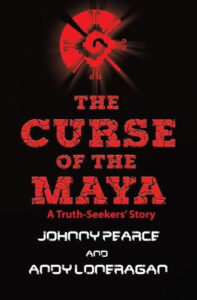 THE
CURSE
OF THE
MAYA
A Truth-Seekers' Story
JOHNNY PEARCE
AND
ANDY LONERAGAN